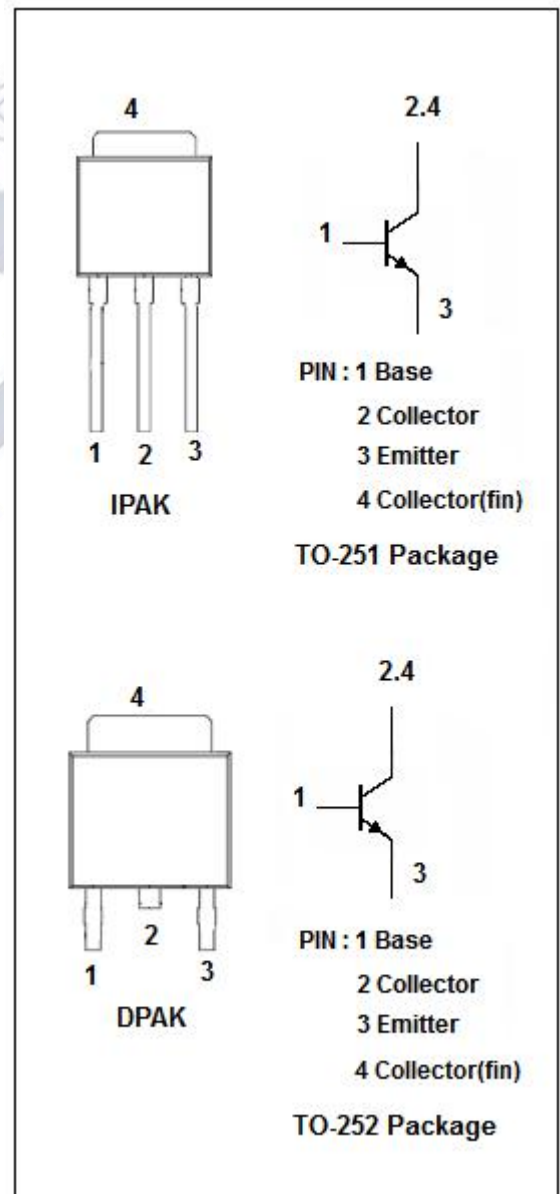 4
2.4
1
3
PIN : 1 Base
2 Collector
3 Emitter
4 Collector(fin)
1 2 3
IPAK
TO-251 Package
4
2.4
1
3
PIN : 1 Base
2 Collector
3 Emitter
4 Collector(fin)
2
1 3
DPAK
TO-252 Package